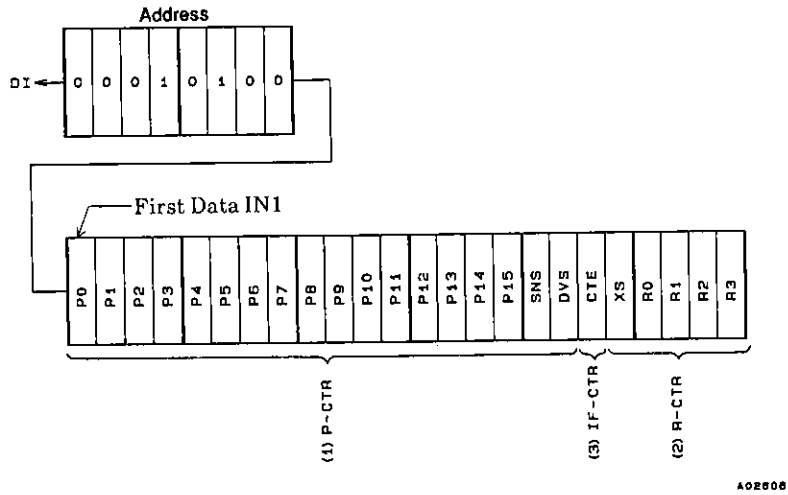 Address
DI
0 0 0 1 0 1 0 0
First Data IN1
P0 P1 P2 P3 P4 P5 P6 P7 P8 P9 P10 P11 P12 P13 P14 P15 SNS DVS CTE XS R0 R1 R2 R3
(1) P-CTR
(3) IF-CTR
(2) R-CTR
A02608